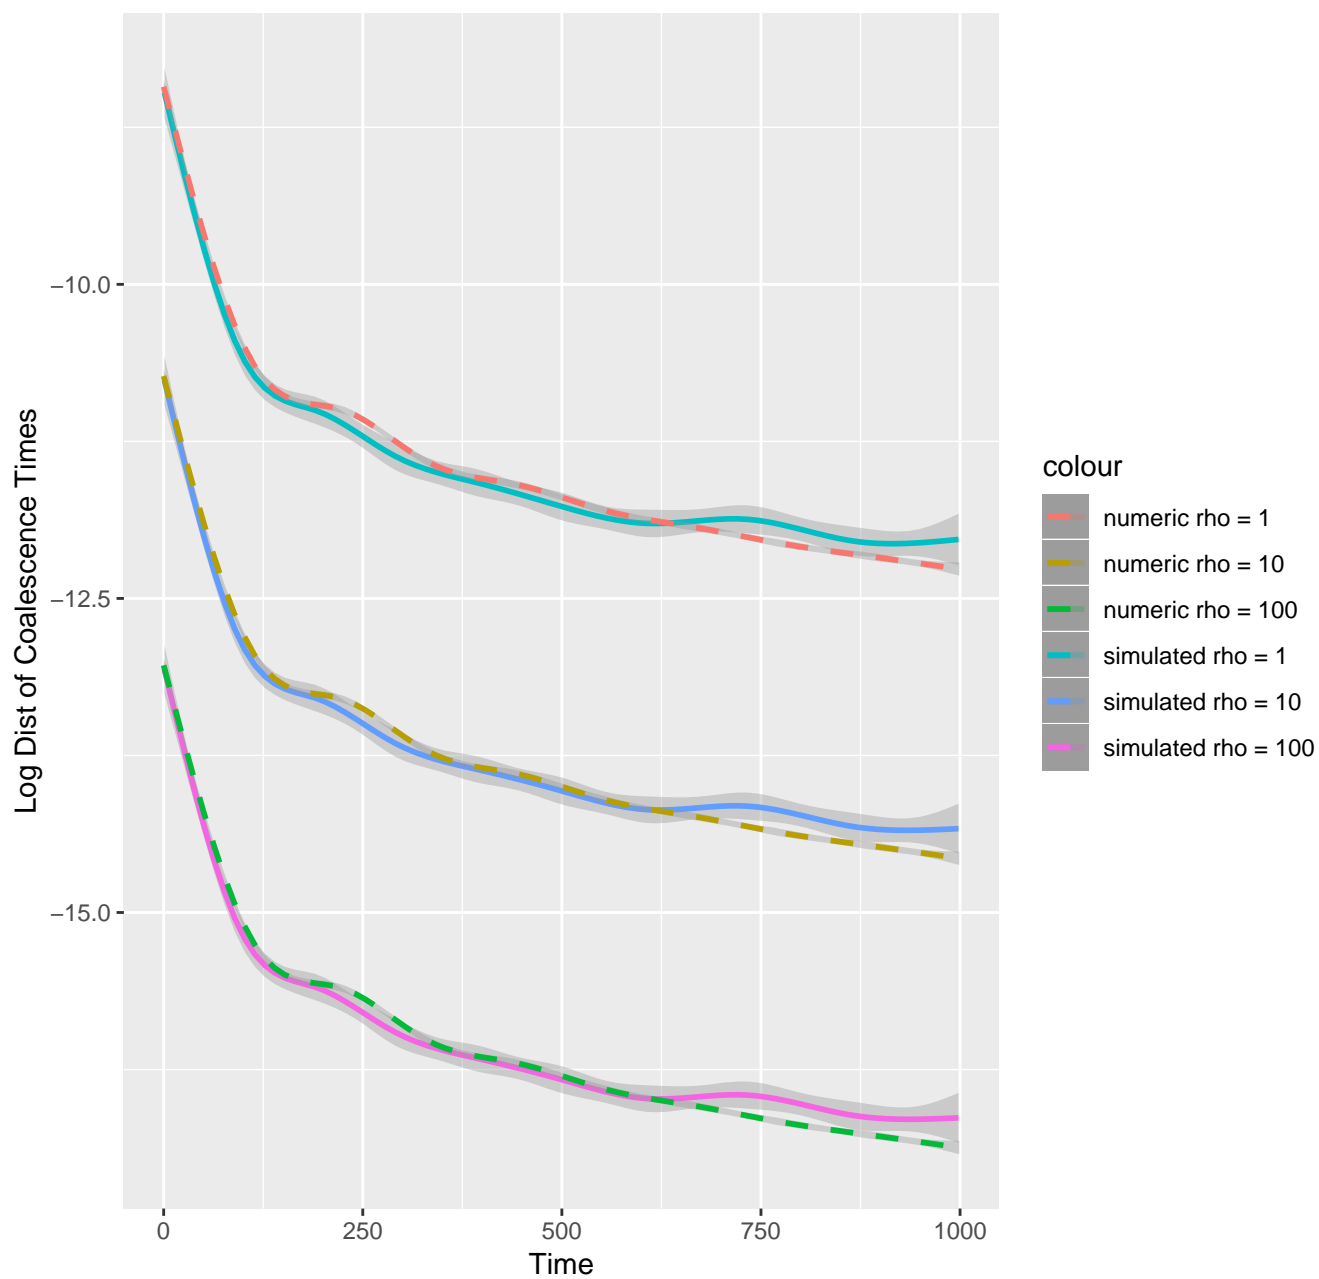 Log Dist of Coalescence Times
−10.0
−12.5
−15.0
0 250 500 750 1000
Time
colour
numeric rho = 1
numeric rho = 10
numeric rho = 100
simulated rho = 1
simulated rho = 10
simulated rho = 100